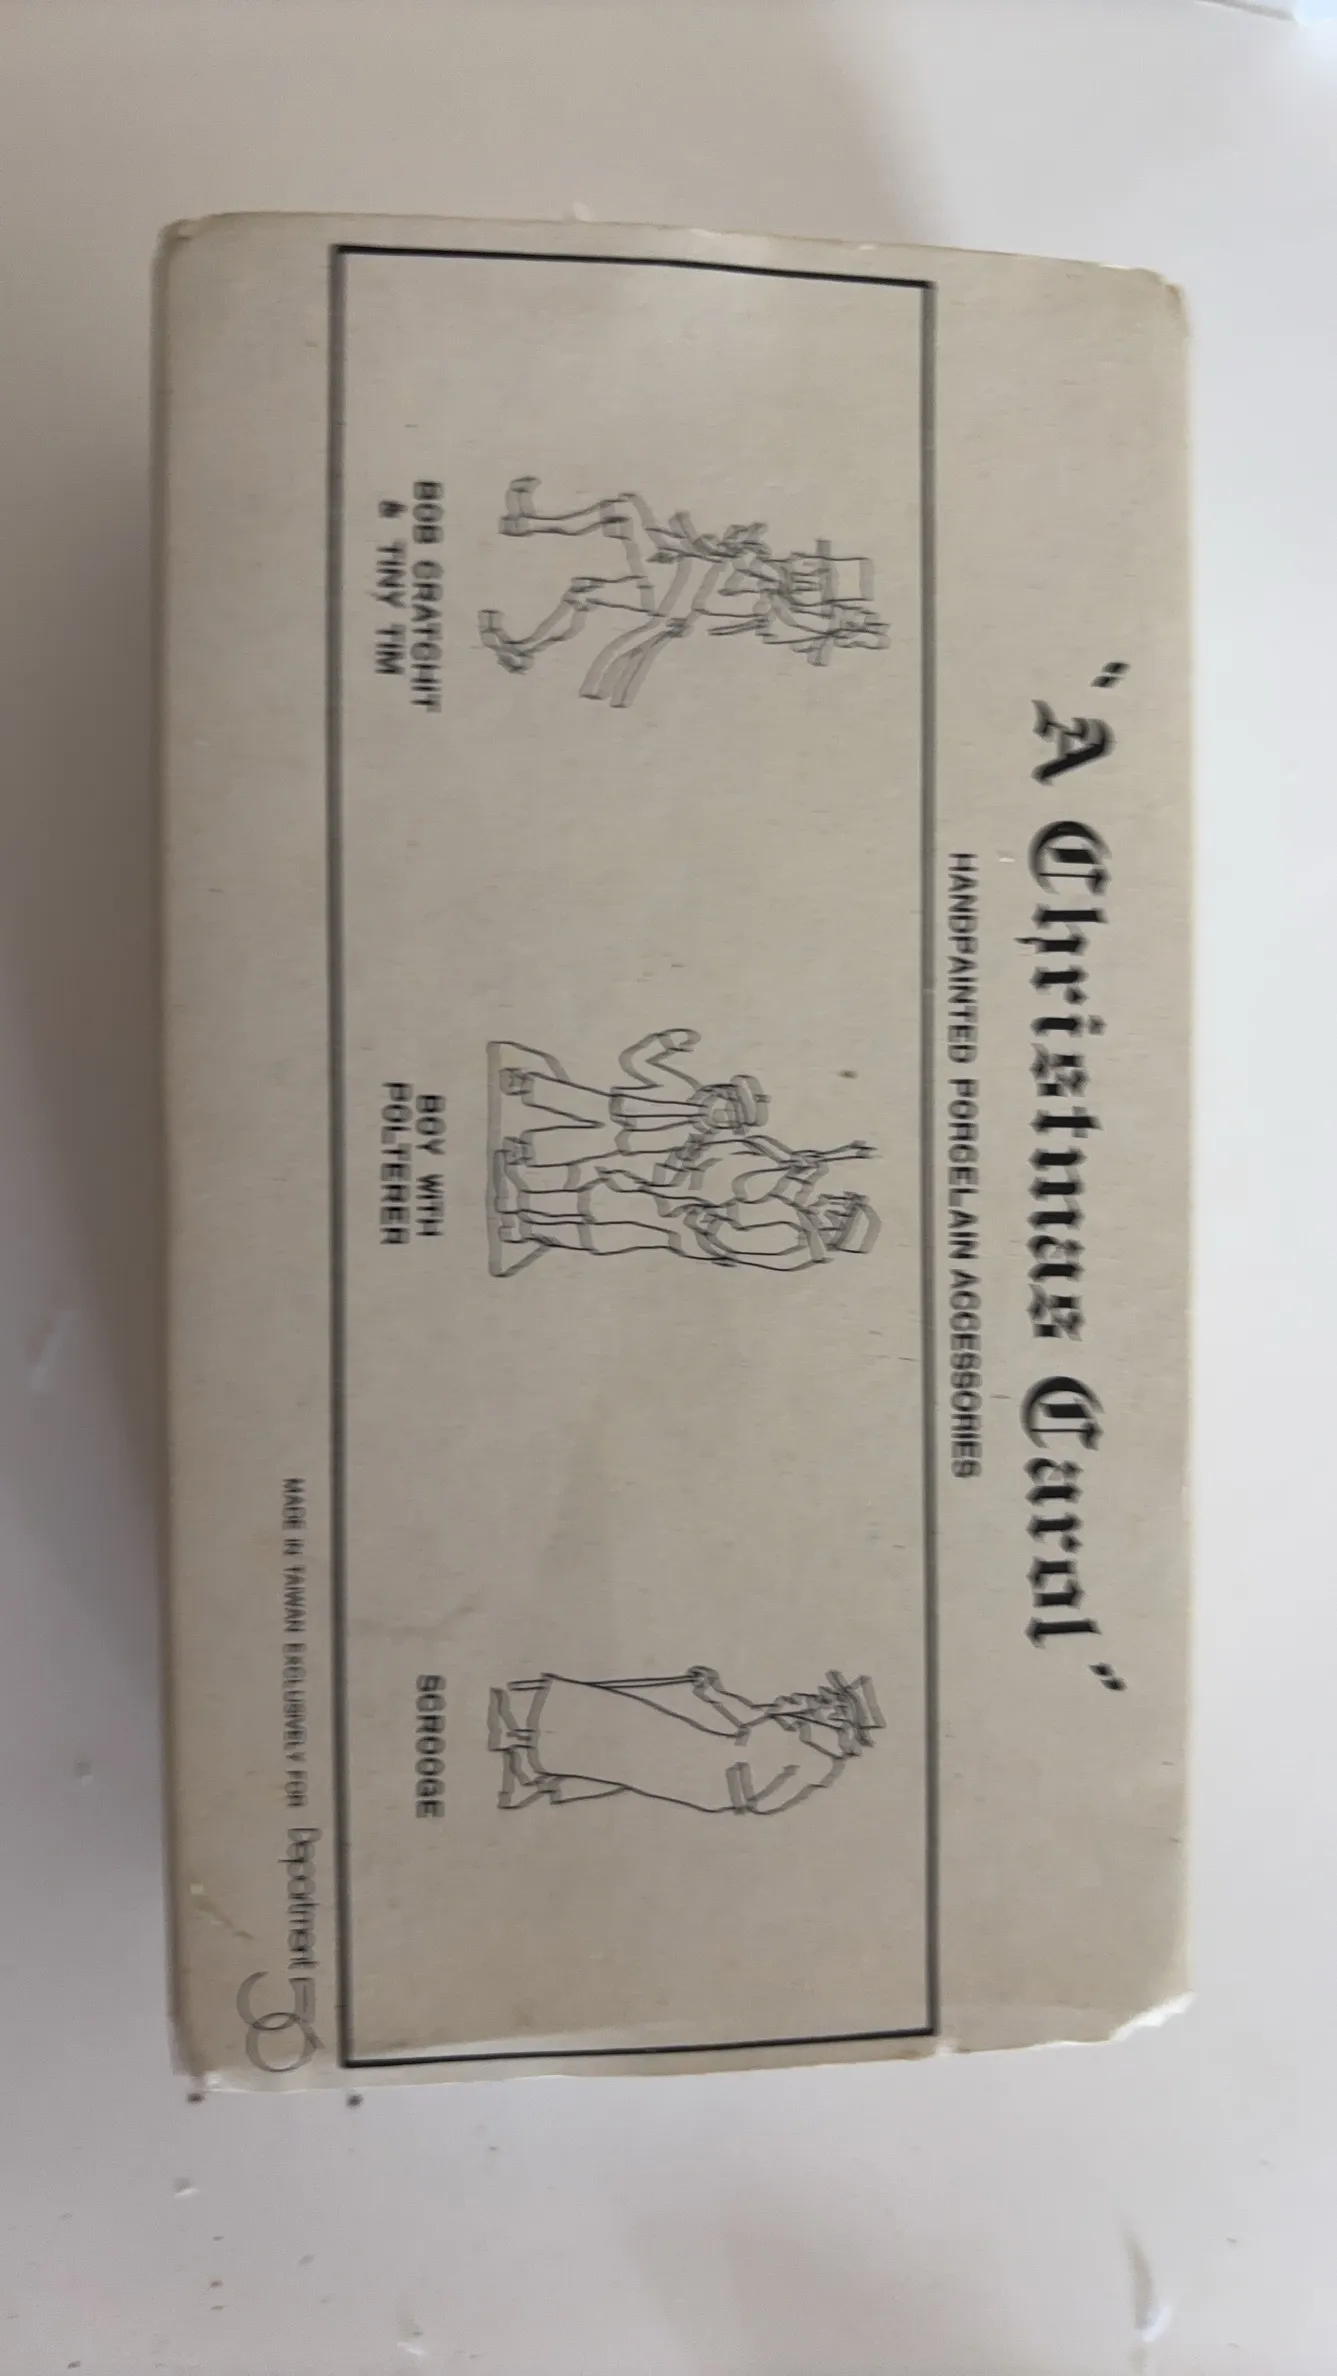 "A Christmas Carol"
HANDPAINTED PORCELAIN ACCESSORIES
BOB CRATCHIT
& TINY TIM
BOY WITH
POLTERER
SCROOGE
MADE IN TAIWAN EXCLUSIVELY FOR Department 56